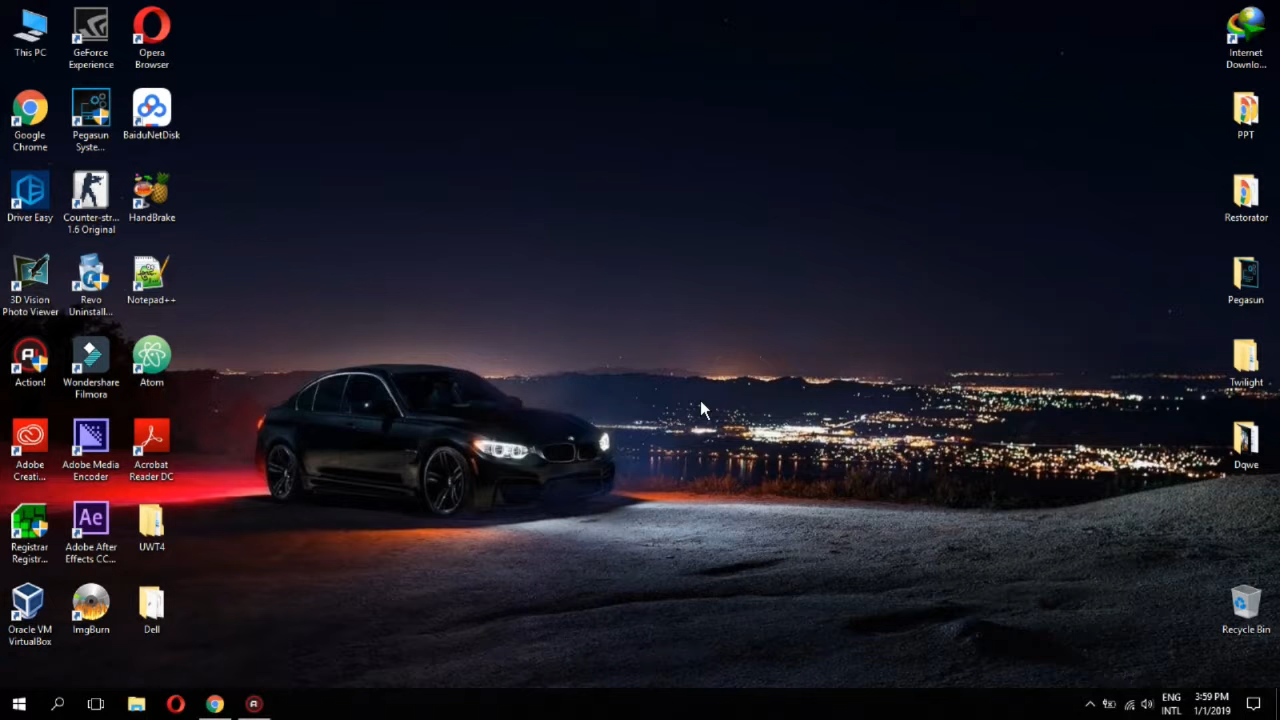 This PC
GeForce
Experience
Opera
Browser
Google
Chrome
Pegasun
Syste...
BaiduNetDisk
Driver Easy
Counter-str...
1.6 Original
HandBrake
3D Vision
Photo Viewer
Revo
Uninstall...
Notepad++
Action!
Wondershare
Filmora
Atom
Adobe
Creati...
Adobe Media
Encoder
Acrobat
Reader DC
Registrar
Registr...
Ae
Adobe After
Effects CC...
UWT4
Oracle VM
VirtualBox
ImgBurn
Dell
Internet
Downlo...
PPT
Restorator
Pegasun
Twilight
Dqwe
Recycle Bin
ENG
INTL
3:59 PM
1/1/2019